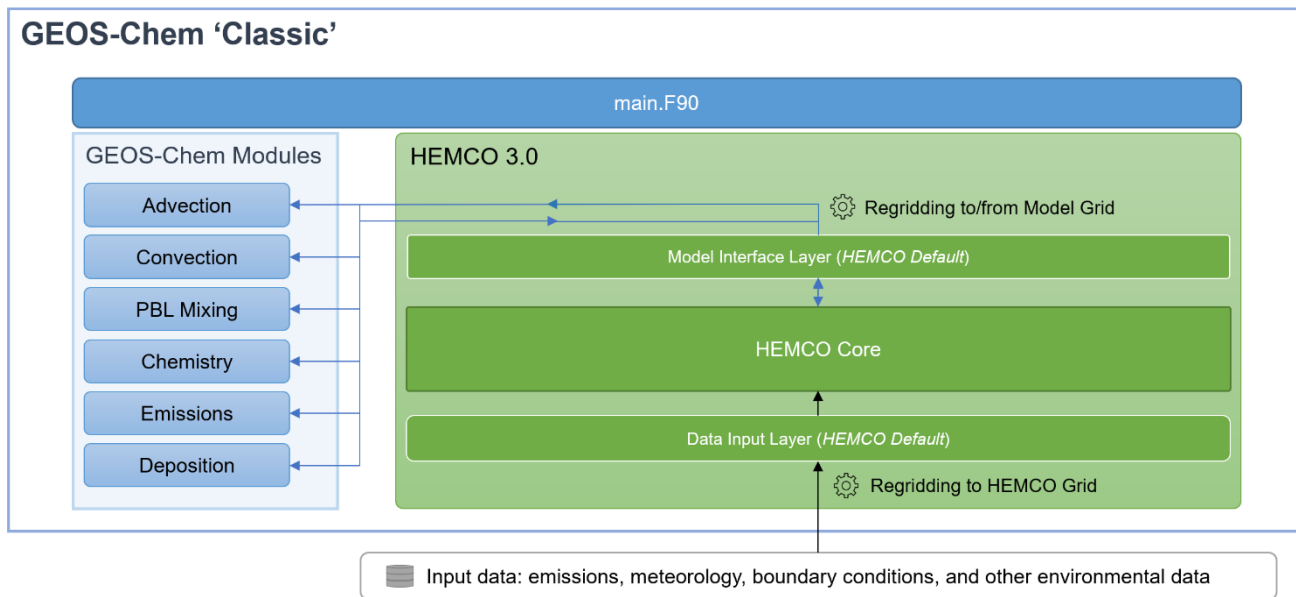 GEOS-Chem ‘Classic’
main.F90
GEOS-Chem Modules
Advection
Convection
PBL Mixing
Chemistry
Emissions
Deposition
HEMCO 3.0
Regridding to/from Model Grid
Model Interface Layer (HEMCO Default)
HEMCO Core
Data Input Layer (HEMCO Default)
Regridding to HEMCO Grid
Input data: emissions, meteorology, boundary conditions, and other environmental data